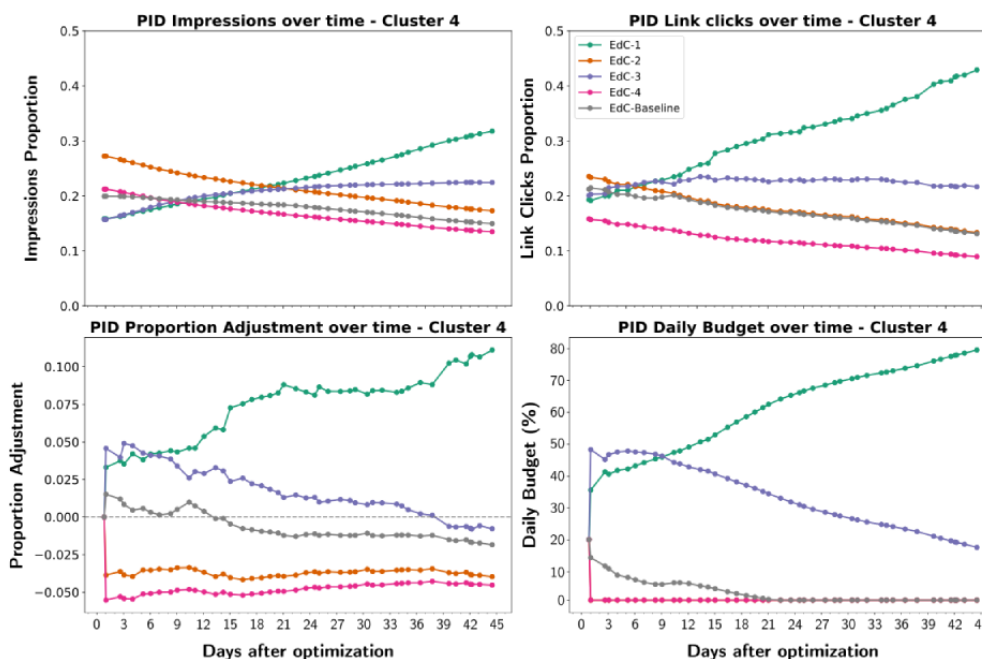 PID Impressions over time - Cluster 4
0.5
0.4
0.3
0.2
0.1
0.0
Impressions Proportion
PID Link clicks over time - Cluster 4
0.5
0.4
0.3
0.2
0.1
0.0
Link Clicks Proportion
EdC-1
EdC-2
EdC-3
EdC-4
EdC-Baseline
PID Proportion Adjustment over time - Cluster 4
0.100
0.075
0.050
0.025
0.000
−0.025
−0.050
Proportion Adjustment
0 3 6 9 12 15 18 21 24 27 30 33 36 39 42 45
Days after optimization
PID Daily Budget over time - Cluster 4
80
70
60
50
40
30
20
10
0
Daily Budget (%)
0 3 6 9 12 15 18 21 24 27 30 33 36 39 42 4
Days after optimization